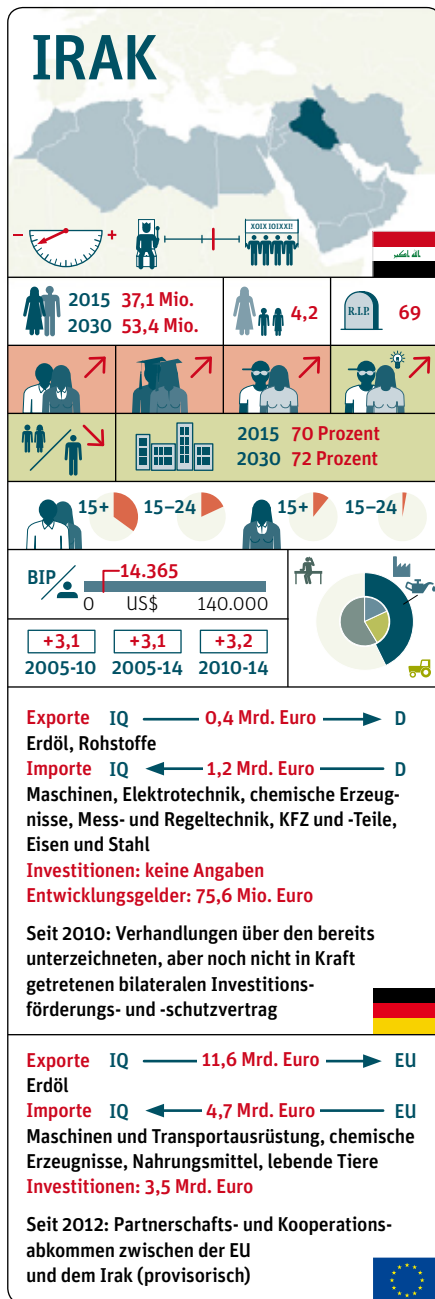 IRAK
XOIX IOIXXI!
− +
الله اكبر
2015 37,1 Mio.
2030 53,4 Mio.
4,2
R.I.P.
69
2015 70 Prozent
2030 72 Prozent
15+ 15–24 15+ 15–24
BIP/
14.365
0 US$ 140.000
+3,1 +3,1 +3,2
2005-10 2005-14 2010-14
Exporte IQ 0,4 Mrd. Euro D
Erdöl, Rohstoffe
Importe IQ 1,2 Mrd. Euro D
Maschinen, Elektrotechnik, chemische Erzeug-
nisse, Mess- und Regeltechnik, KFZ und -Teile,
Eisen und Stahl
Investitionen: keine Angaben
Entwicklungsgelder: 75,6 Mio. Euro
Seit 2010: Verhandlungen über den bereits
unterzeichneten, aber noch nicht in Kraft
getretenen bilateralen Investitions-
förderungs- und -schutzvertrag
Exporte IQ 11,6 Mrd. Euro EU
Erdöl
Importe IQ 4,7 Mrd. Euro EU
Maschinen und Transportausrüstung, chemische
Erzeugnisse, Nahrungsmittel, lebende Tiere
Investitionen: 3,5 Mrd. Euro
Seit 2012: Partnerschafts- und Kooperations-
abkommen zwischen der EU
und dem Irak (provisorisch)